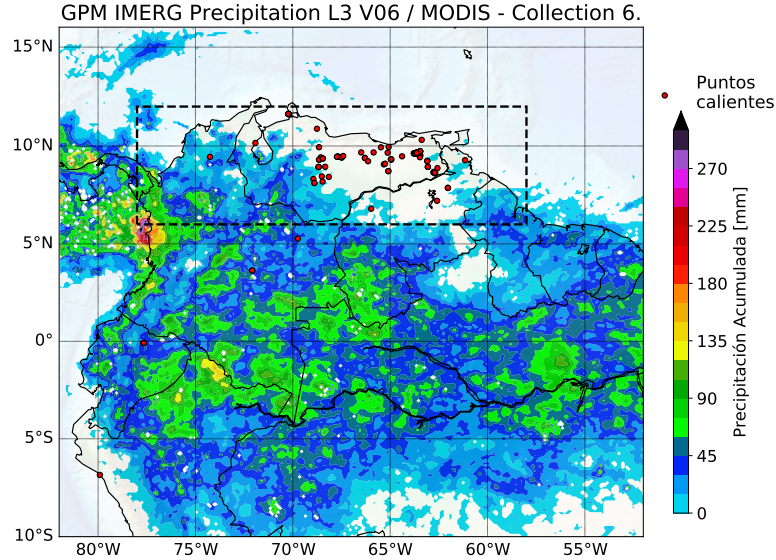 GPM IMERG Precipitation L3 V06 / MODIS - Collection 6.
15°N
10°N
5°N
0°
5°S
10°S
80°W
75°W
70°W
65°W
60°W
55°W
Puntos
calientes
270
225
180
135
90
45
0
Precipitación Acumulada [mm]